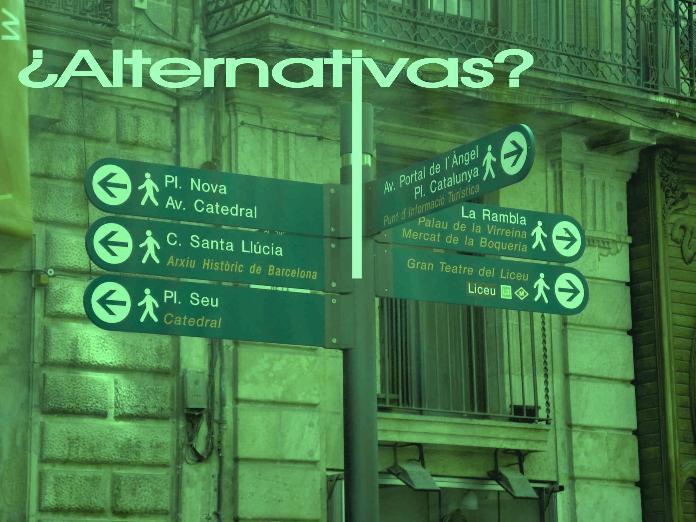 ¿Alternativas?
Pl. Nova
Av. Catedral
C. Santa Llúcia
Arxiu Històric de Barcelona
Pl. Seu
Catedral
Av. Portal de l'Àngel
Pl. Catalunya
Punt d'Informació Turística
La Rambla
Palau de la Virreina
Mercat de la Boqueria
Gran Teatre del Liceu
Liceu